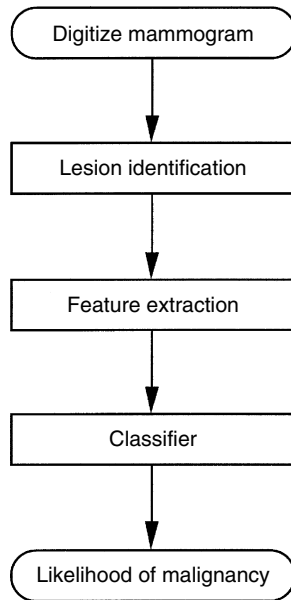 Digitize mammogram
Lesion identification
Feature extraction
Classifier
Likelihood of malignancy